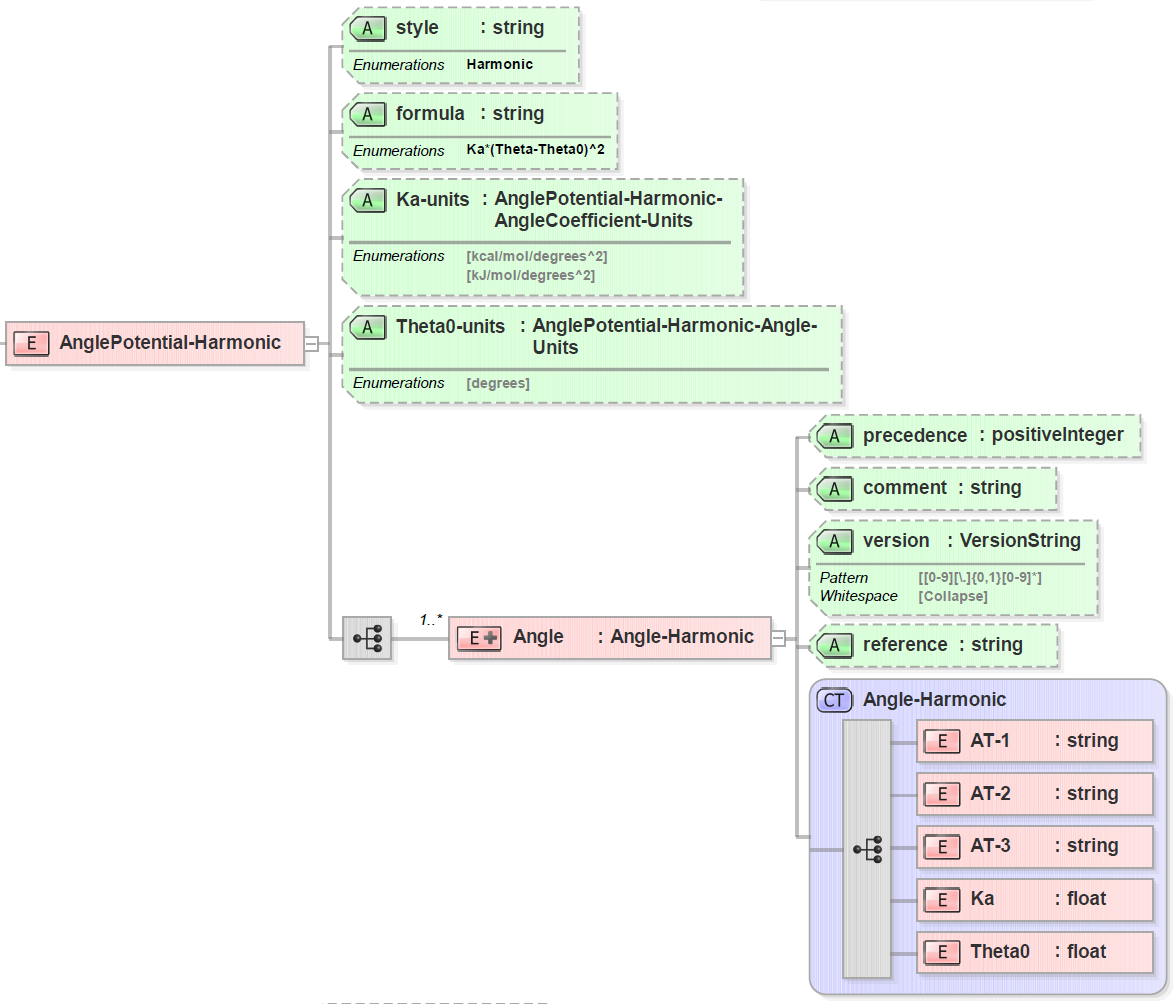 A style : string
Enumerations Harmonic
A formula : string
Enumerations Ka*(Theta-Theta0)^2
A Ka-units : AnglePotential-Harmonic-
AngleCoefficient-Units
Enumerations [kcal/mol/degrees^2]
[kJ/mol/degrees^2]
A Theta0-units : AnglePotential-Harmonic-Angle-
Units
E AnglePotential-Harmonic
Enumerations [degrees]
A precedence : positiveInteger
A comment : string
A version : VersionString
Pattern [[0-9][\.]{0,1}[0-9]*]
Whitespace [Collapse]
1..*
E+ Angle : Angle-Harmonic
A reference : string
CT Angle-Harmonic
E AT-1 : string
E AT-2 : string
E AT-3 : string
E Ka : float
E Theta0 : float